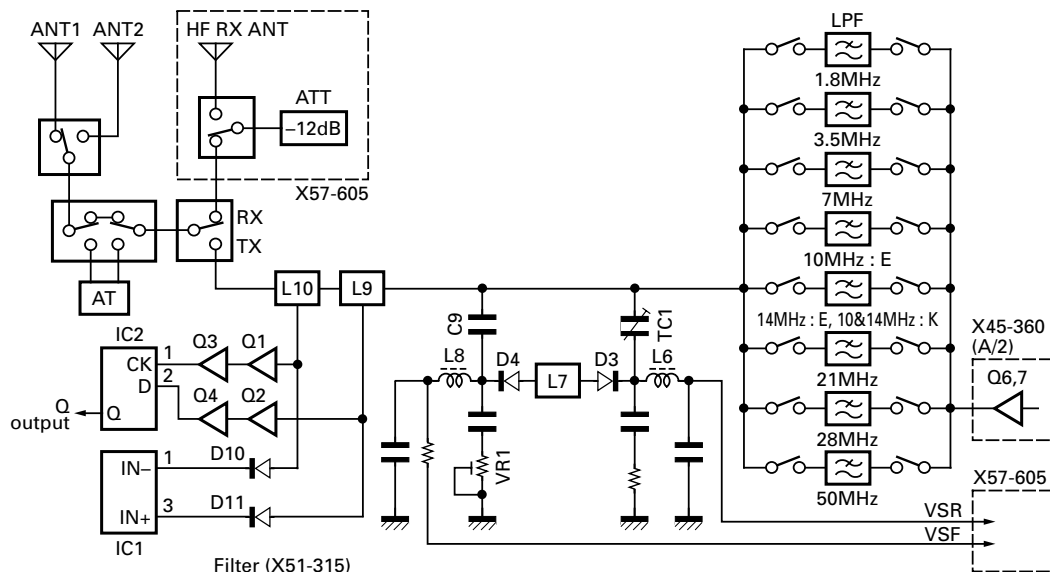 ANT1
ANT2
HF RX ANT
ATT
–12dB
X57-605
RX
TX
AT
L10
L9
LPF
1.8MHz
3.5MHz
7MHz
10MHz : E
14MHz : E, 10&14MHz : K
21MHz
28MHz
50MHz
X45-360
(A/2)
Q6,7
X57-605
VSR
VSF
C9
TC1
L8
D4
L7
D3
L6
VR1
IC2
CK
D
Q
1
2
Q3
Q1
Q4
Q2
Q
output
IN–
IN+
1
3
D10
D11
IC1
Filter (X51-315)